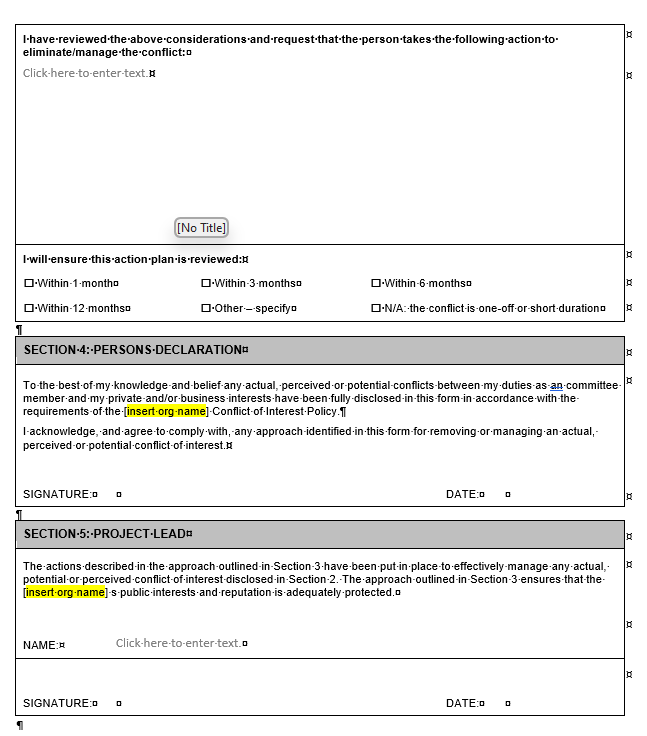 I have reviewed the above considerations and request that the person takes the following action to
eliminate/manage the conflict:
Click here to enter text.
[No Title]
I will ensure this action plan is reviewed:
☐ Within 1 month ☐ Within 3 months ☐ Within 6 months
☐ Within 12 months ☐ Other – specify ☐ N/A: the conflict is one-off or short duration
¶
SECTION 4: PERSONS DECLARATION
To the best of my knowledge and belief any actual, perceived or potential conflicts between my duties as an committee
member and my private and/or business interests have been fully disclosed in this form in accordance with the
requirements of the [insert org name] Conflict of Interest Policy.¶
I acknowledge, and agree to comply with, any approach identified in this form for removing or managing an actual,
perceived or potential conflict of interest.
SIGNATURE: DATE:
¶
SECTION 5: PROJECT LEAD
The actions described in the approach outlined in Section 3 have been put in place to effectively manage any actual,
potential or perceived conflict of interest disclosed in Section 2. The approach outlined in Section 3 ensures that the
[insert org name] s public interests and reputation is adequately protected.
NAME: Click here to enter text.
SIGNATURE: DATE:
¶